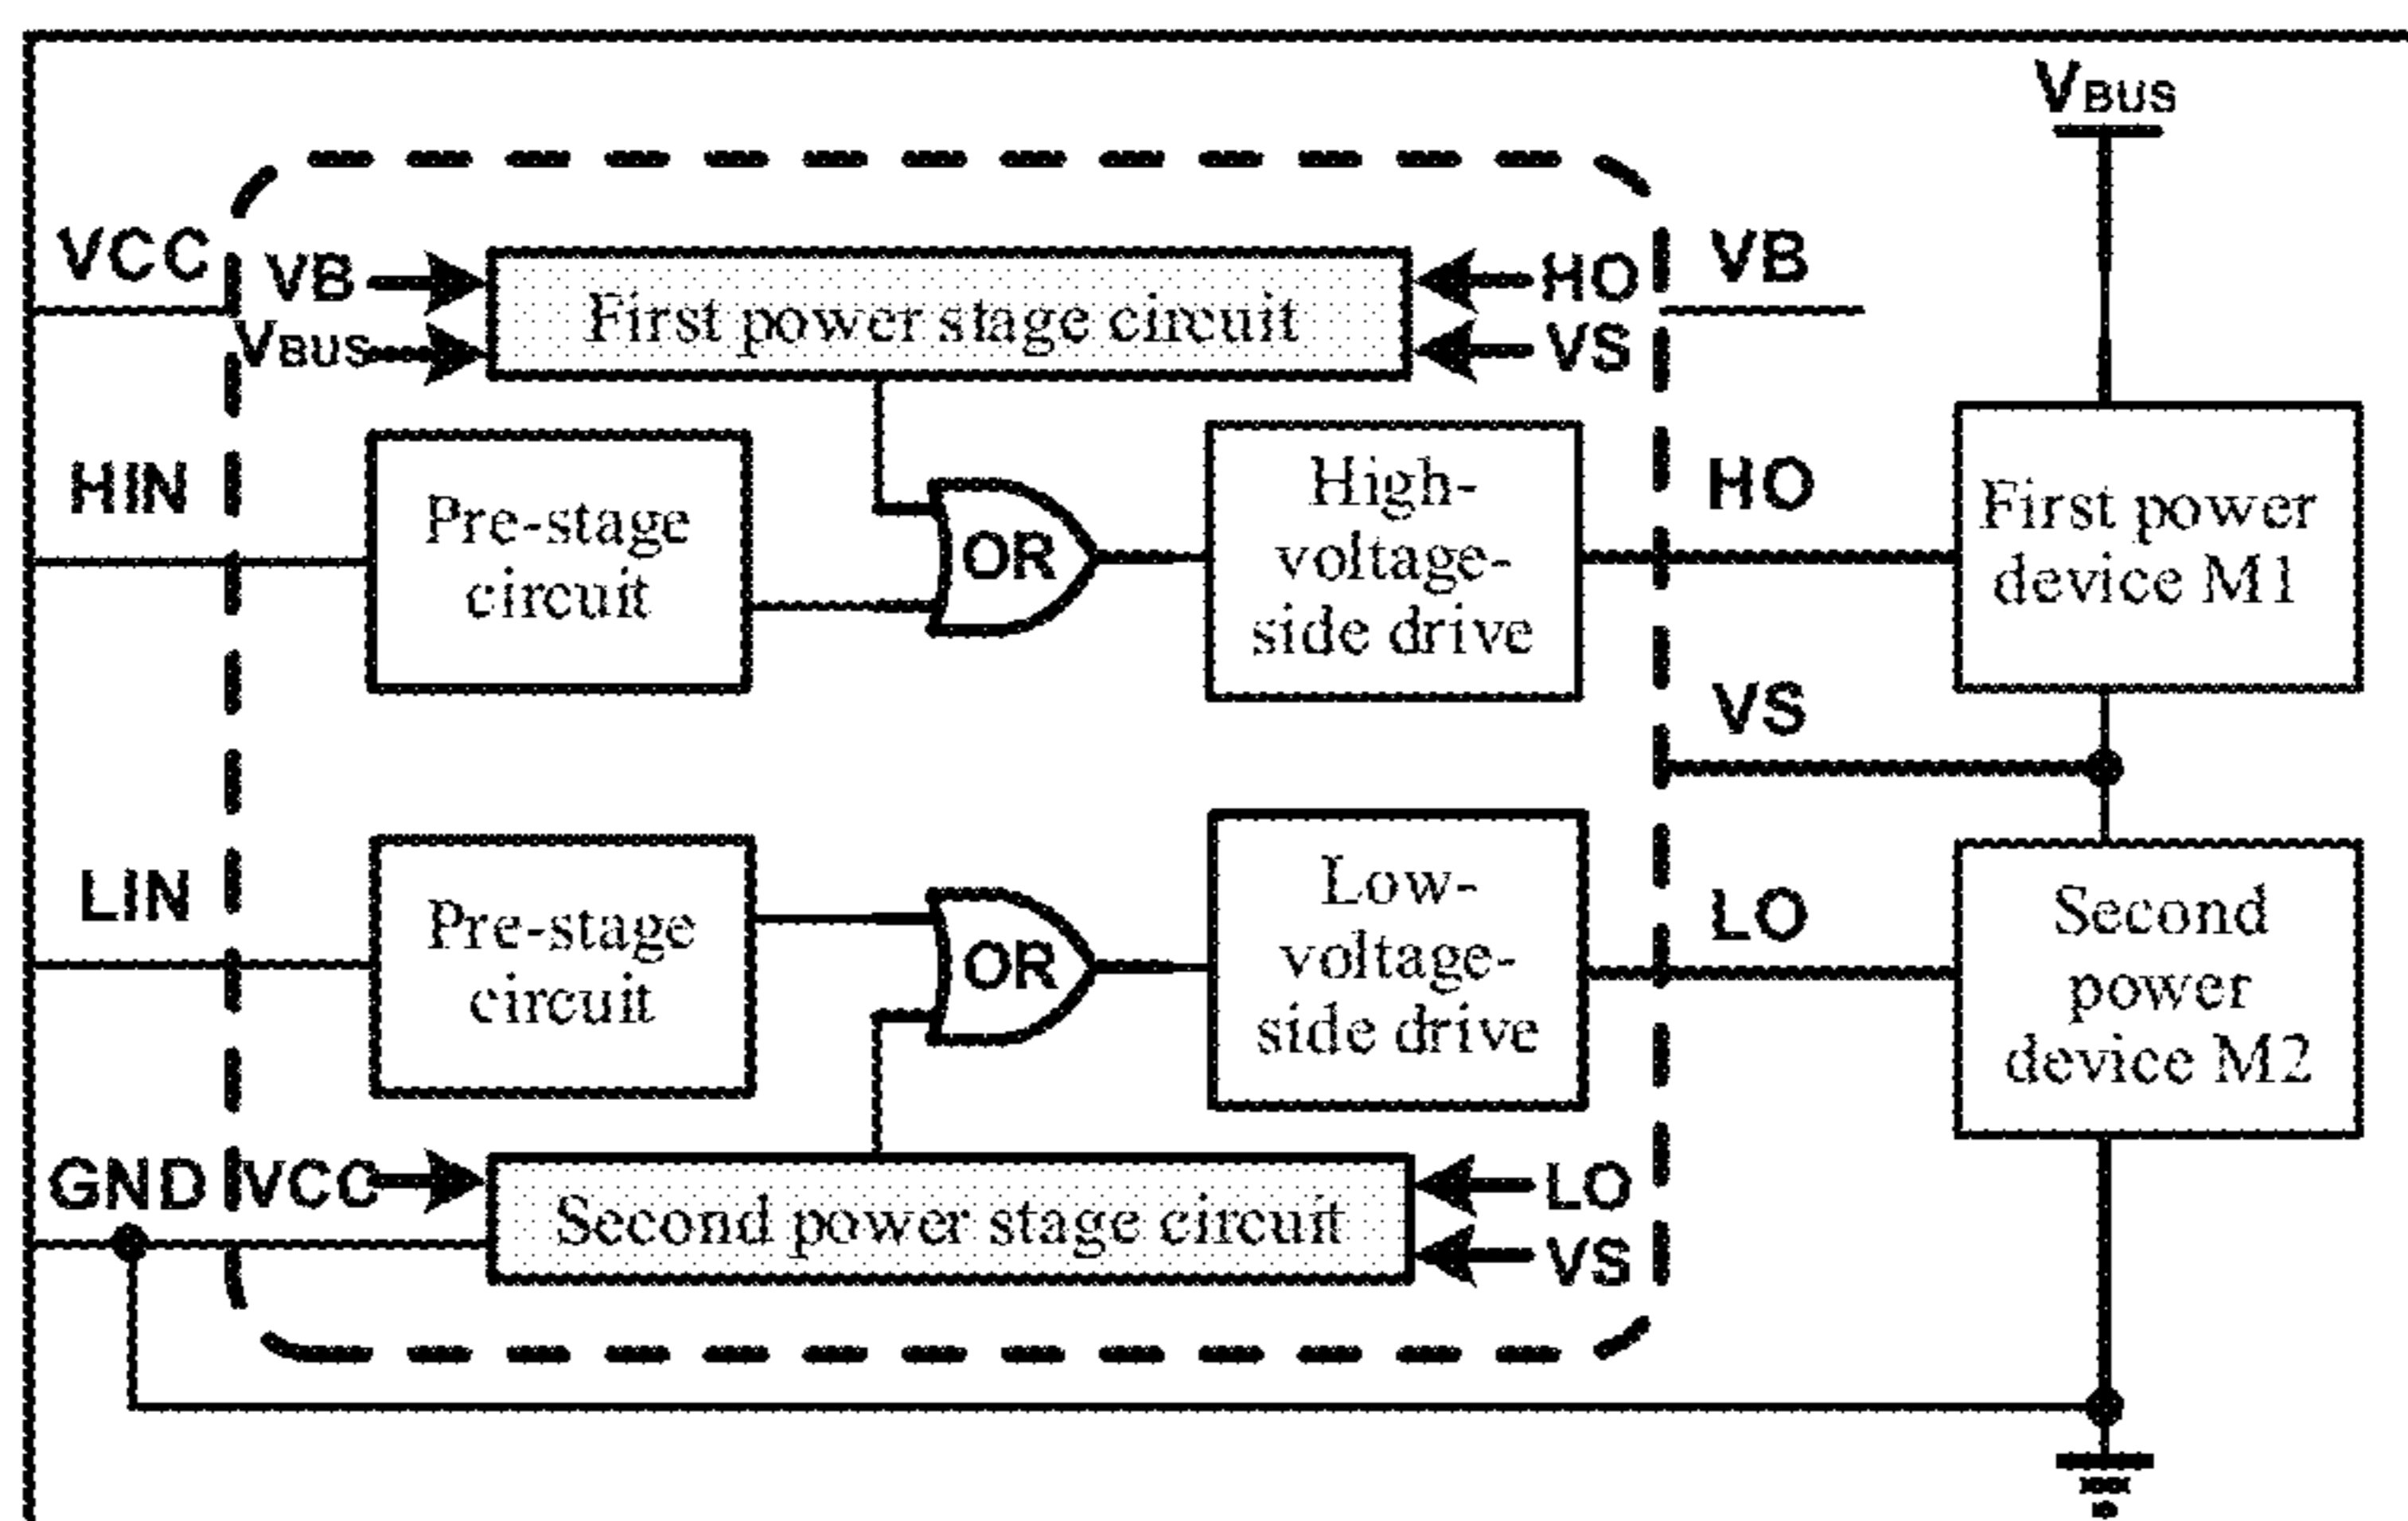 VBUS
VCC
VB
HO
VB
First power stage circuit
VBUS
VS
HIN
Pre-stage
circuit
OR
High-
voltage-
side drive
HO
First power
device M1
VS
LIN
Pre-stage
circuit
OR
Low-
voltage-
side drive
LO
Second
power
device M2
GND
VCC
Second power stage circuit
LO
VS